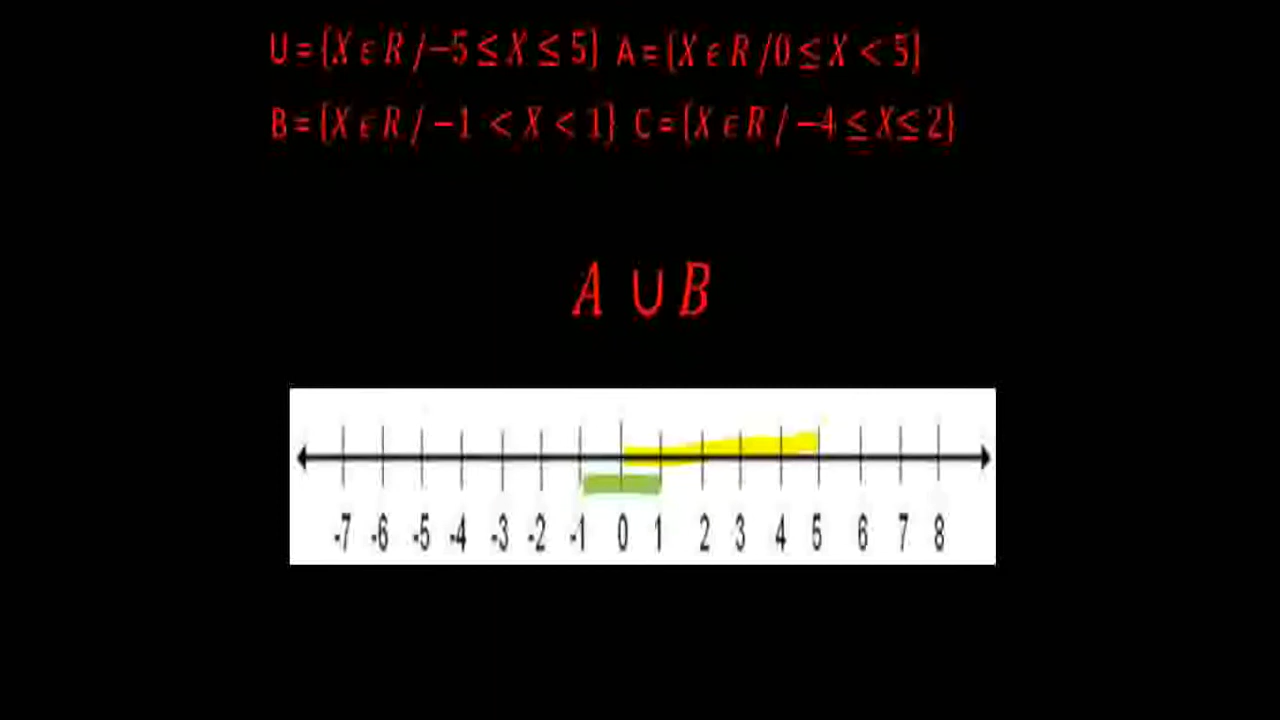 U = {X ϵ R / −5 ≤ X ≤ 5} A = {X ϵ R / 0 ≤ X < 5}
B = {X ϵ R / −1 < X < 1} C = {X ϵ R / −4 ≤ X ≤ 2}
A ∪ B
-7 -6 -5 -4 -3 -2 -1 0 1 2 3 4 5 6 7 8